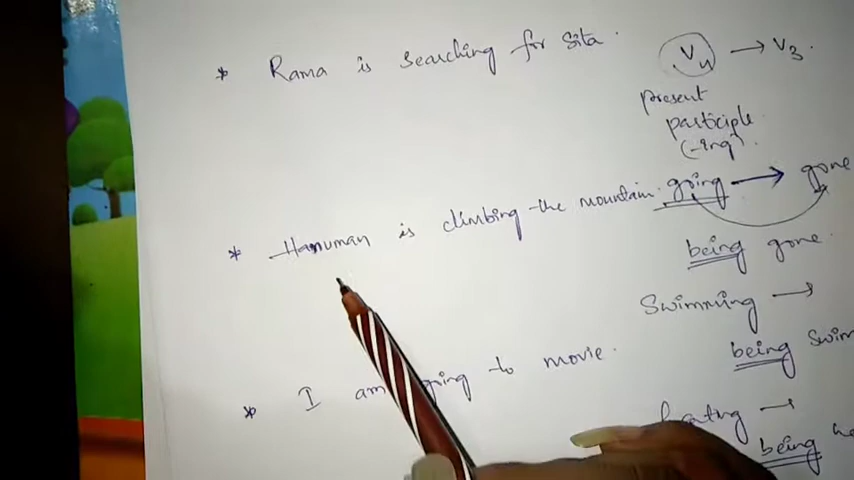 * Rama is searching for Sita.
V4 → V3.
present
participle
(-ing).
* Hanuman is climbing the mountain.
going → gone
being gone.
Swimming →
being
* I am going to movie.
being